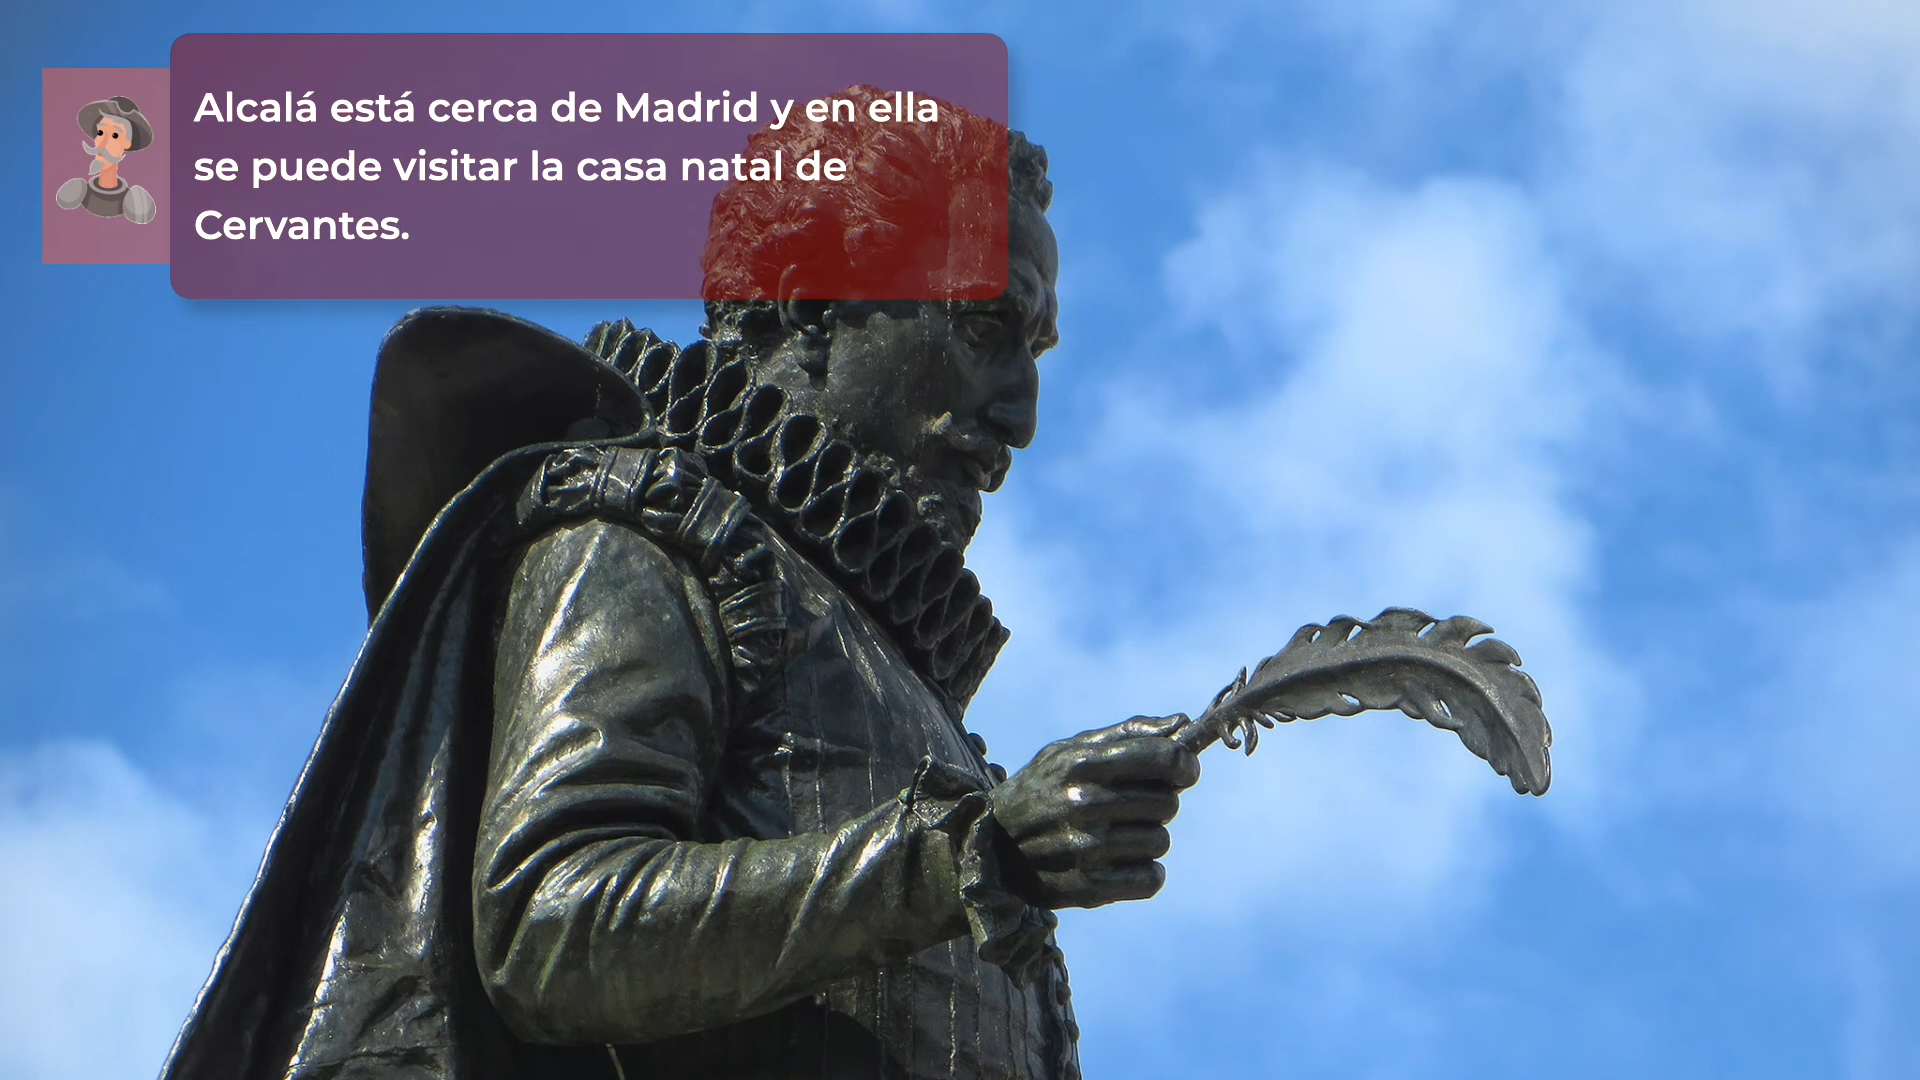 Alcalá está cerca de Madrid y en ella
se puede visitar la casa natal de
Cervantes.